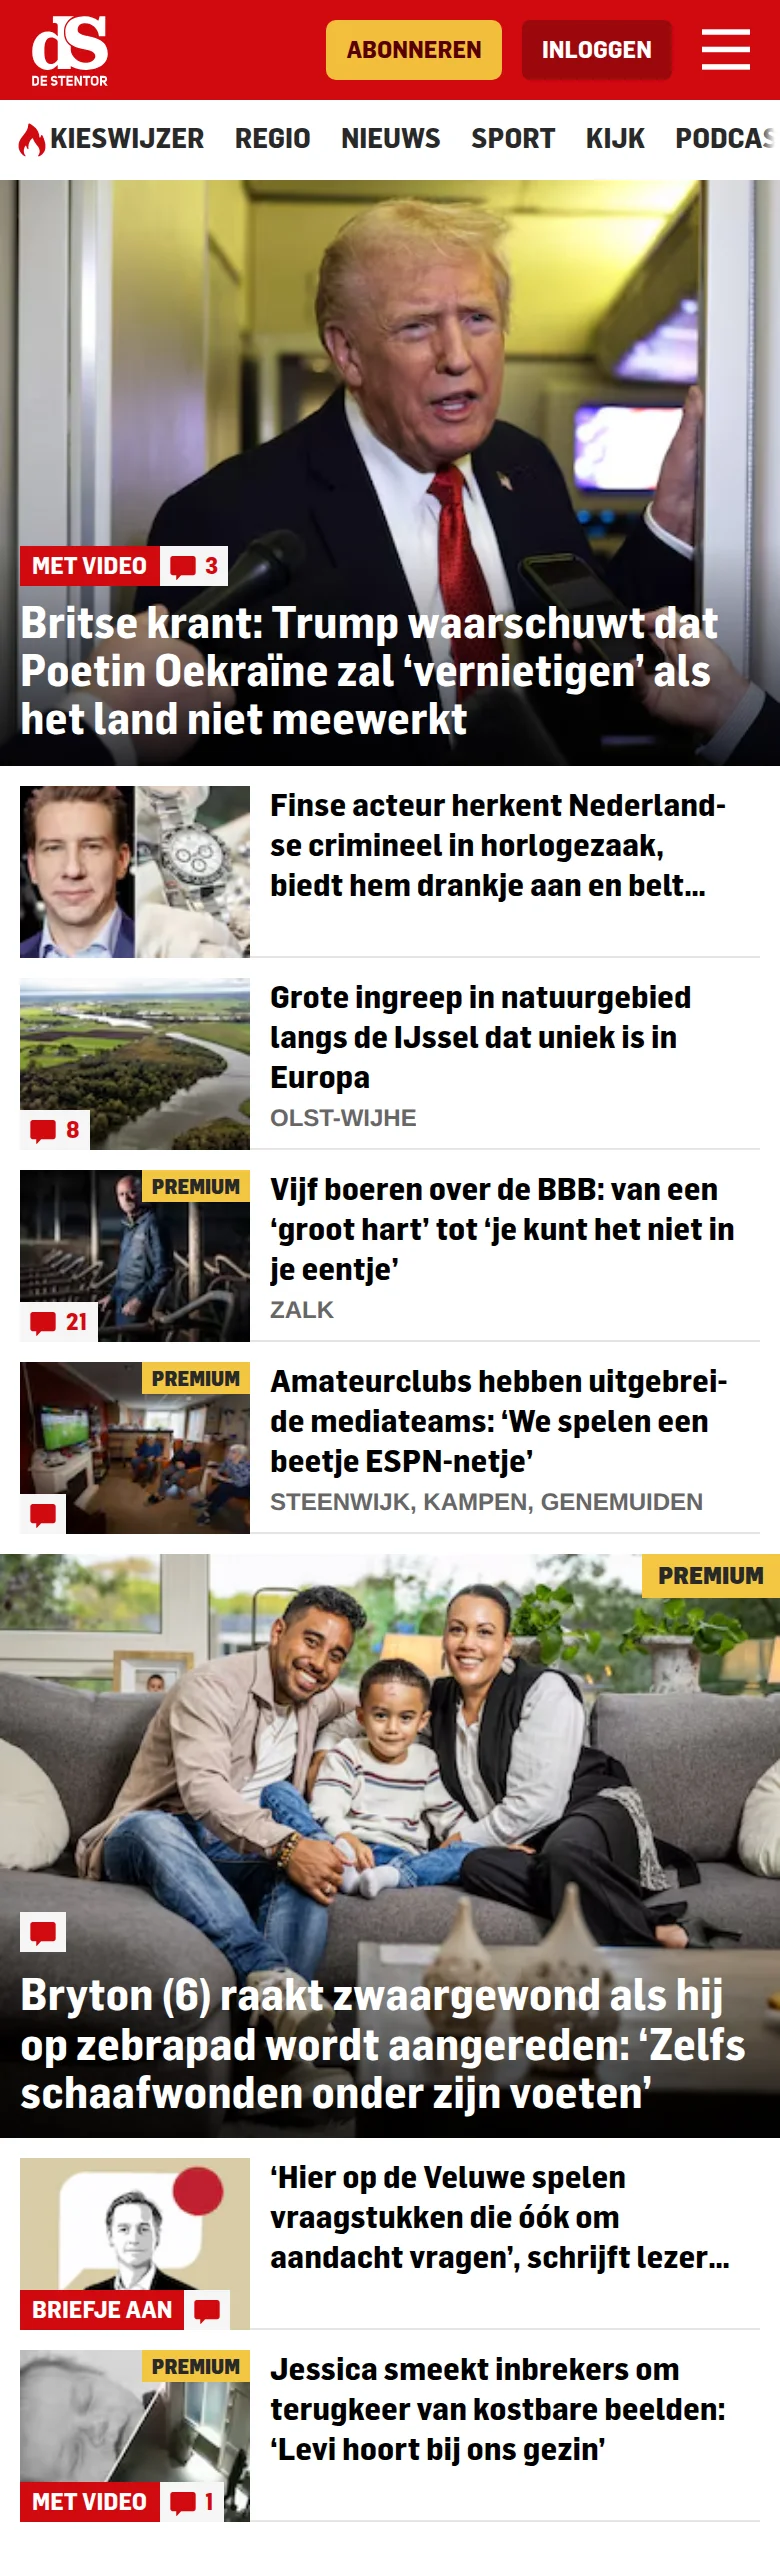 dS
DE STENTOR
ABONNEREN
INLOGGEN
KIESWIJZER REGIO NIEUWS SPORT KIJK PODCAS
MET VIDEO 3
Britse krant: Trump waarschuwt dat
Poetin Oekraïne zal ‘vernietigen’ als
het land niet meewerkt
Finse acteur herkent Nederland-
se crimineel in horlogezaak,
biedt hem drankje aan en belt...
Grote ingreep in natuurgebied
langs de IJssel dat uniek is in
Europa
OLST-WIJHE
8
PREMIUM
Vijf boeren over de BBB: van een
‘groot hart’ tot ‘je kunt het niet in
je eentje’
ZALK
21
PREMIUM
Amateurclubs hebben uitgebrei-
de mediateams: ‘We spelen een
beetje ESPN-netje’
STEENWIJK, KAMPEN, GENEMUIDEN
PREMIUM
Bryton (6) raakt zwaargewond als hij
op zebrapad wordt aangereden: ‘Zelfs
schaafwonden onder zijn voeten’
‘Hier op de Veluwe spelen
vraagstukken die óók om
aandacht vragen’, schrijft lezer...
BRIEFJE AAN
PREMIUM
Jessica smeekt inbrekers om
terugkeer van kostbare beelden:
‘Levi hoort bij ons gezin’
MET VIDEO 1